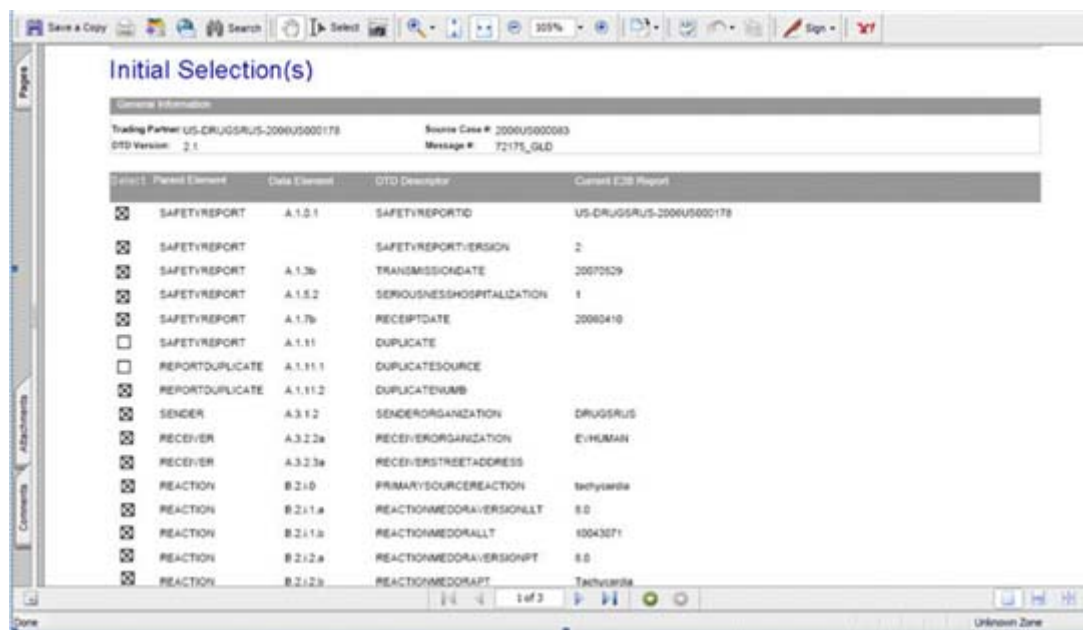 Save a Copy Search Select 105% Sign Y!
Pages
Initial Selection(s)
General Information
Trading Partner US-DRUGSRUS-2006US000178 Source Case # 2006US000083
DTD Version: 2.1 Message # 72175_GLD
Select Parent Element Data Element DTD Descriptor Current E2B Report
SAFETYREPORT A.1.0.1 SAFETYREPORTID US-DRUGSRUS-2006US000178
SAFETYREPORT SAFETYREPORTVERSION 2
SAFETYREPORT A.1.3b TRANSMISSIONDATE 20070529
SAFETYREPORT A.1.5.2 SERIOUSNESSHOSPITALIZATION 1
SAFETYREPORT A.1.7b RECEIPTDATE 20060410
SAFETYREPORT A.1.11 DUPLICATE
REPORTDUPLICATE A.1.11.1 DUPLICATESOURCE
REPORTDUPLICATE A.1.11.2 DUPLICATENUMB
SENDER A.3.1.2 SENDERORGANIZATION DRUGSRUS
RECEIVER A.3.2.2a RECEIVERORGANIZATION EVHUMAN
RECEIVER A.3.2.3a RECEIVERSTREETADDRESS
REACTION B.2.i.0 PRIMARYSOURCEREACTION tachycardia
REACTION B.2.i.1.a REACTIONMEDDRAVERSIONLLT 8.0
REACTION B.2.i.1.b REACTIONMEDDRALLT 10043071
REACTION B.2.i.2.a REACTIONMEDDRAVERSIONPT 8.0
REACTION B.2.i.2.b REACTIONMEDDRAPT Tachycardia
Attachments
Comments
1 of 3
Done Unknown Zone